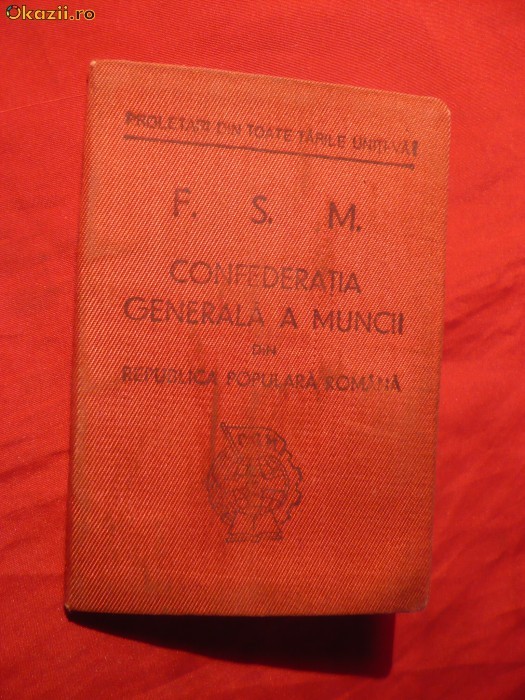 Okazii.ro
PROLETARI DIN TOATE ȚĂRILE UNIȚI-VĂ!
F. S. M.
CONFEDERAȚIA
GENERALĂ A MUNCII
DIN
REPUBLICA POPULARĂ ROMÂNĂ